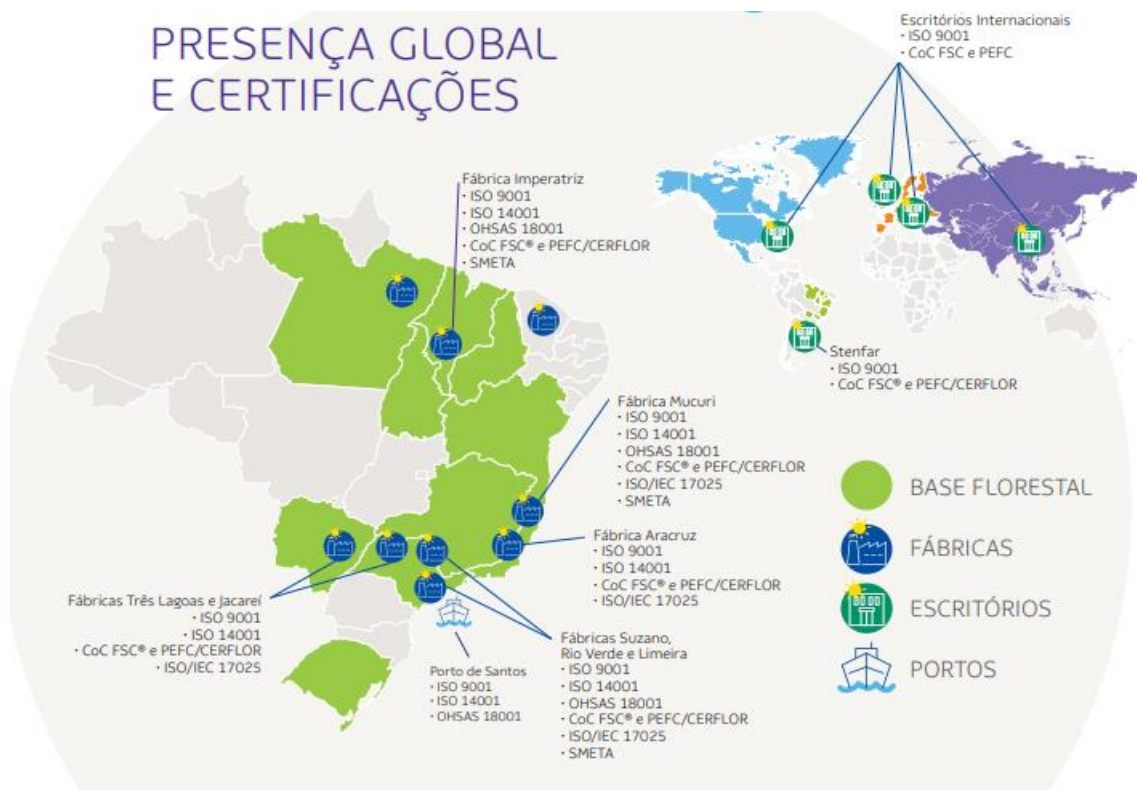 PRESENÇA GLOBAL
E CERTIFICAÇÕES
Escritórios Internacionais
· ISO 9001
· CoC FSC e PEFC
Fábrica Imperatriz
· ISO 9001
· ISO 14001
· OHSAS 18001
· CoC FSC® e PEFC/CERFLOR
· SMETA
Stenfar
· ISO 9001
· CoC FSC® e PEFC/CERFLOR
Fábrica Mucuri
· ISO 9001
· ISO 14001
· OHSAS 18001
· CoC FSC® e PEFC/CERFLOR
· ISO/IEC 17025
· SMETA
Fábrica Aracruz
· ISO 9001
· ISO 14001
· CoC FSC® e PEFC/CERFLOR
· ISO/IEC 17025
Fábricas Três Lagoas e Jacareí
· ISO 9001
· ISO 14001
· CoC FSC® e PEFC/CERFLOR
· ISO/IEC 17025
Porto de Santos
· ISO 9001
· ISO 14001
· OHSAS 18001
Fábricas Suzano,
Rio Verde e Limeira
· ISO 9001
· ISO 14001
· OHSAS 18001
· CoC FSC® e PEFC/CERFLOR
· ISO/IEC 17025
· SMETA
BASE FLORESTAL
FÁBRICAS
ESCRITÓRIOS
PORTOS